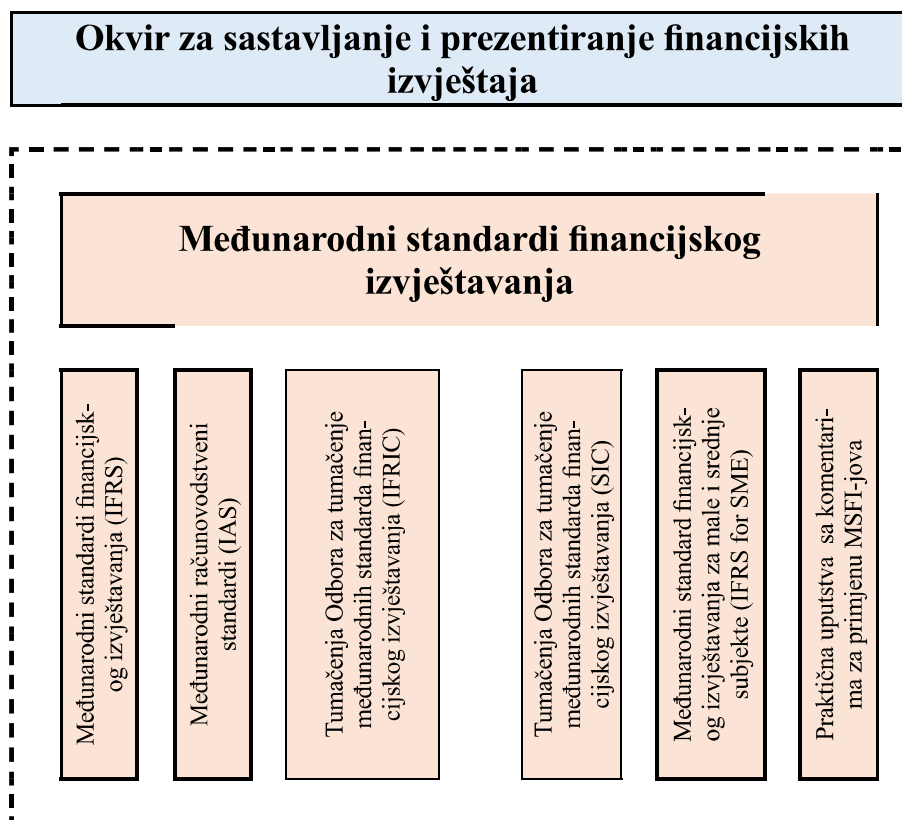 Okvir za sastavljanje i prezentiranje financijskih
izvještaja
Međunarodni standardi financijskog
izvještavanja
Međunarodni standardi financijsk-
og izvještavanja (IFRS)
Međunarodni računovodstveni
standardi (IAS)
Tumačenja Odbora za tumačenje
međunarodnih standarda finan-
cijskog izvještavanja (IFRIC)
Tumačenja Odbora za tumačenje
međunarodnih standarda finan-
cijskog izvještavanja (SIC)
Međunarodni standard financijsk-
og izvještavanja za male i srednje
subjekte (IFRS for SME)
Praktična uputstva sa komentari-
ma za primjenu MSFI-jova